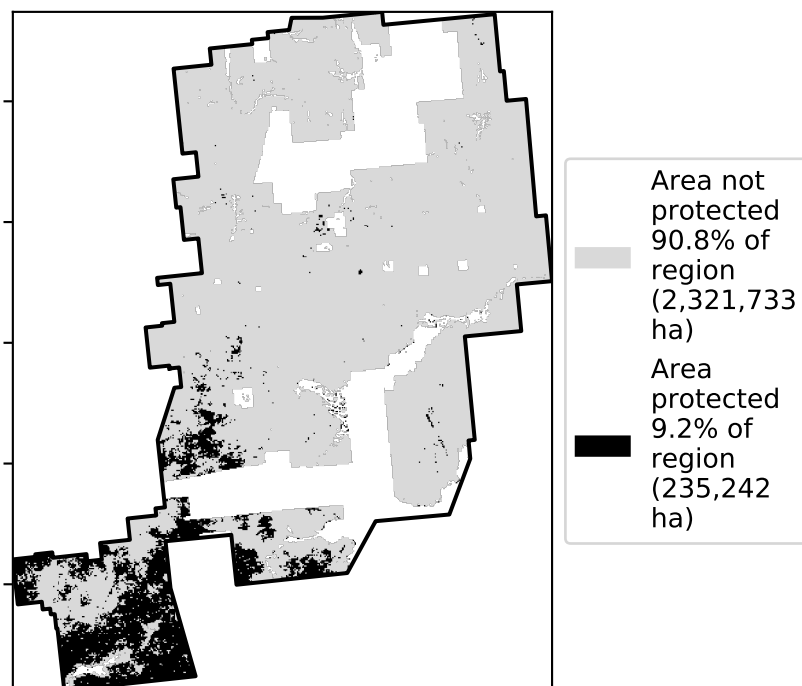 Area not
protected
90.8% of
region
(2,321,733
ha)
Area
protected
9.2% of
region
(235,242
ha)